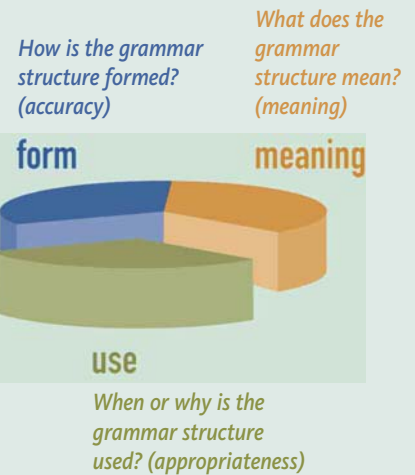 How is the grammar
structure formed?
(accuracy)
What does the
grammar
structure mean?
(meaning)
form
meaning
use
When or why is the
grammar structure
used? (appropriateness)